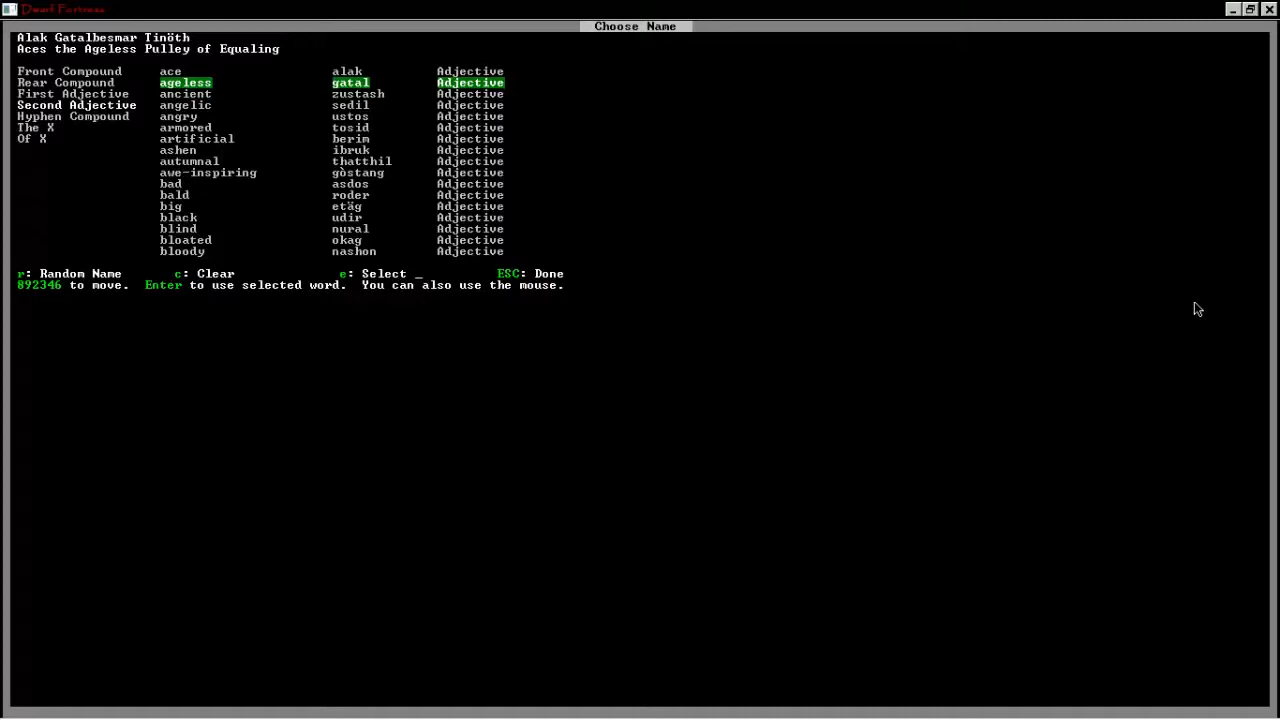 Dwarf Fortress
Choose Name
Alak Gatalbesmar Tinöth
Aces the Ageless Pulley of Equaling
Front Compound ace alak Adjective
Rear Compound ageless gatal Adjective
First Adjective ancient zustash Adjective
Second Adjective angelic sedil Adjective
Hyphen Compound angry ustos Adjective
The X armored tosid Adjective
Of X artificial berim Adjective
ashen ibruk Adjective
autumnal thatthil Adjective
awe-inspiring gòstang Adjective
bad asdos Adjective
bald roder Adjective
big etäg Adjective
black udir Adjective
blind nural Adjective
bloated okag Adjective
bloody nashon Adjective
r: Random Name c: Clear e: Select _ ESC: Done
892346 to move. Enter to use selected word. You can also use the mouse.